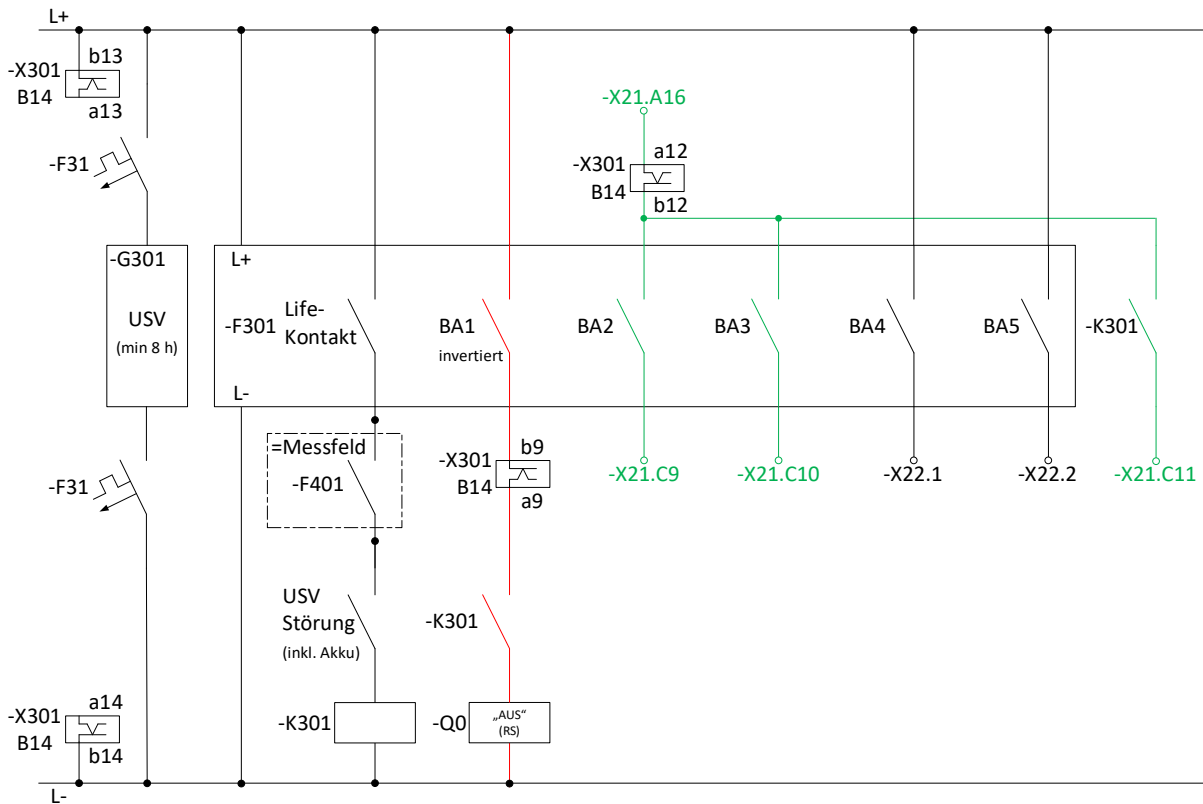 L+
-X301
B14
b13
a13
-F31
-G301
USV
(min 8 h)
-F31
-X301
B14
a14
b14
L-
-X21.A16
-X301
B14
a12
b12
L+
-F301
Life-
Kontakt
BA1
invertiert
BA2
BA3
BA4
BA5
-K301
L-
=Messfeld
-F401
-X301
B14
b9
a9
-X21.C9
-X21.C10
-X22.1
-X22.2
-X21.C11
USV
Störung
(inkl. Akku)
-K301
-K301
-Q0
„AUS“
(RS)